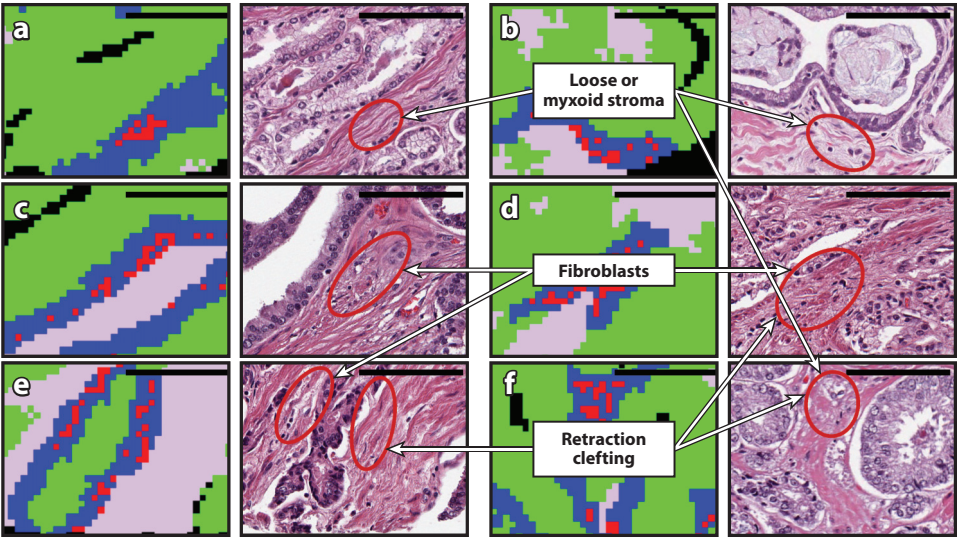 a
b
Loose or
myxoid stroma
c
d
Fibroblasts
e
f
Retraction
clefting